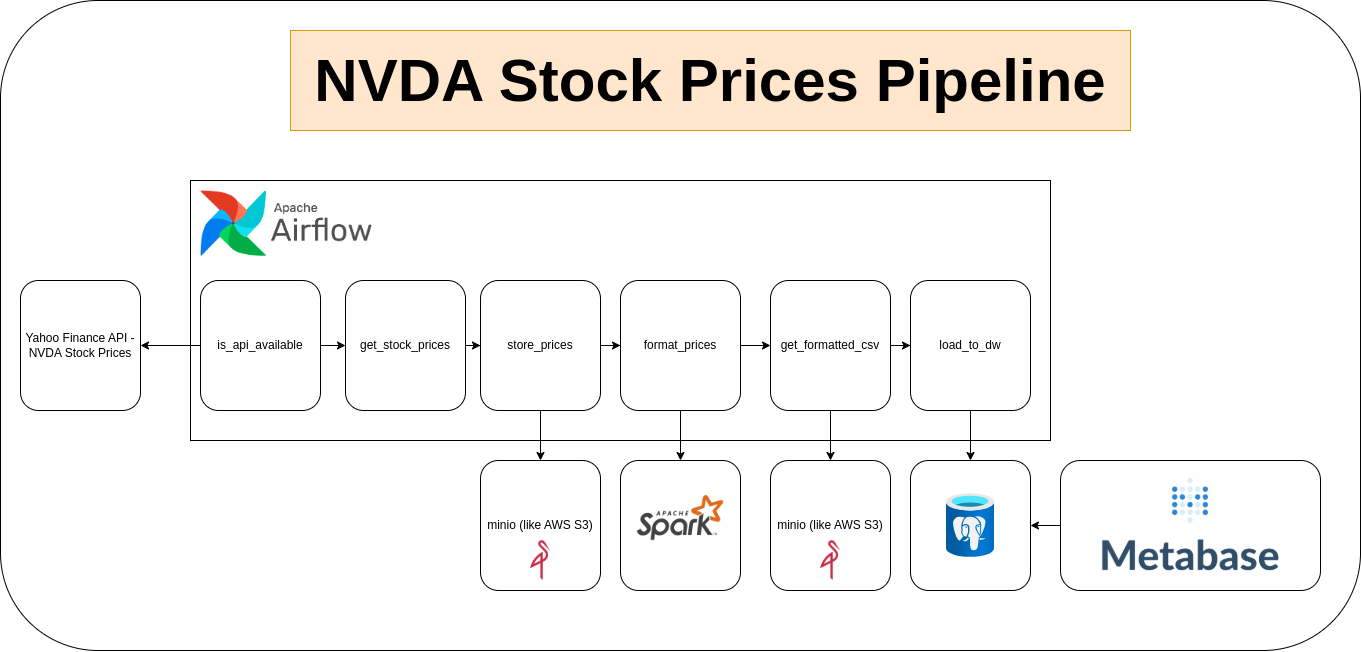 NVDA Stock Prices Pipeline
Apache
Airflow
Yahoo Finance API -
NVDA Stock Prices
is_api_available
get_stock_prices
store_prices
format_prices
get_formatted_csv
load_to_dw
minio (like AWS S3)
APACHE
Spark
minio (like AWS S3)
Metabase